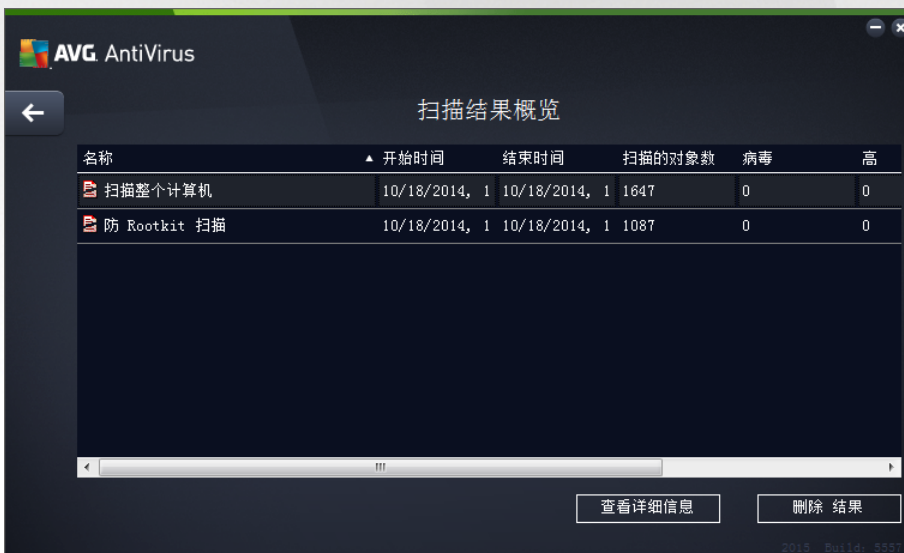 AVG. AntiVirus
扫描结果概览
名称 开始时间 结束时间 扫描的对象数 病毒 高
扫描整个计算机 10/18/2014, 1 10/18/2014, 1 1647 0 0
防 Rootkit 扫描 10/18/2014, 1 10/18/2014, 1 1087 0 0
查看详细信息 删除 结果
2015 Build: 5557